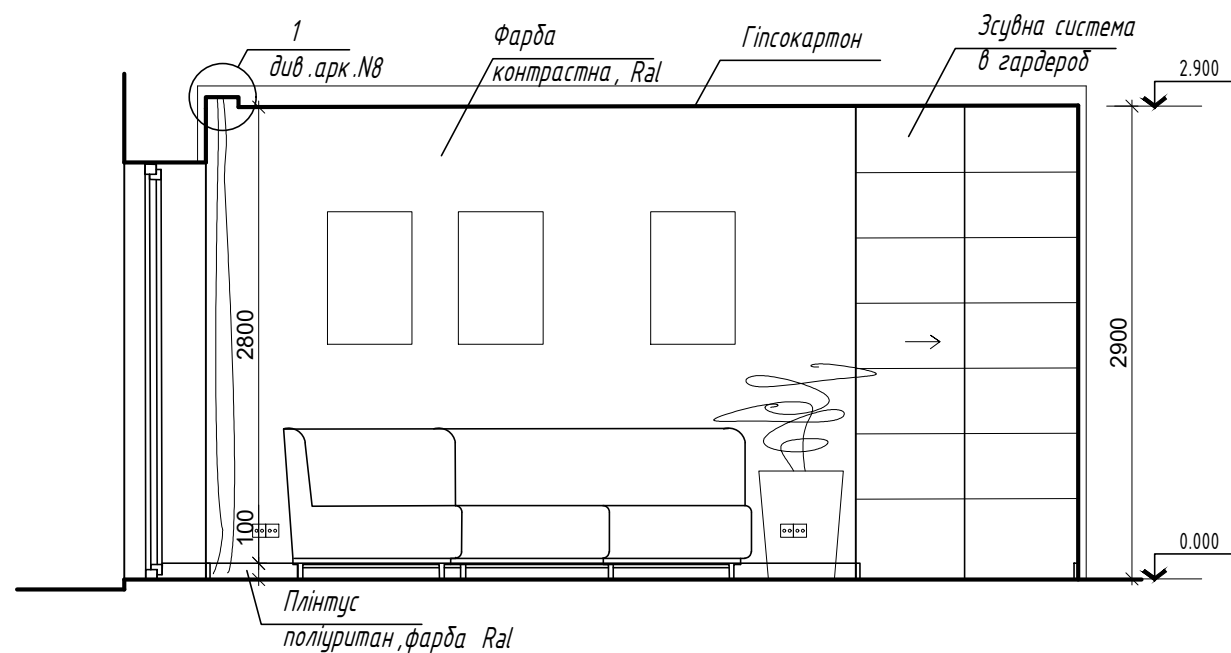 1
див.арк.N8
Фарба
контрастна, Ral
Гіпсокартон
Зсувна система
в гардероб
2.900
2800
2900
100
0.000
Плінтус
поліуритан,фарба Ral